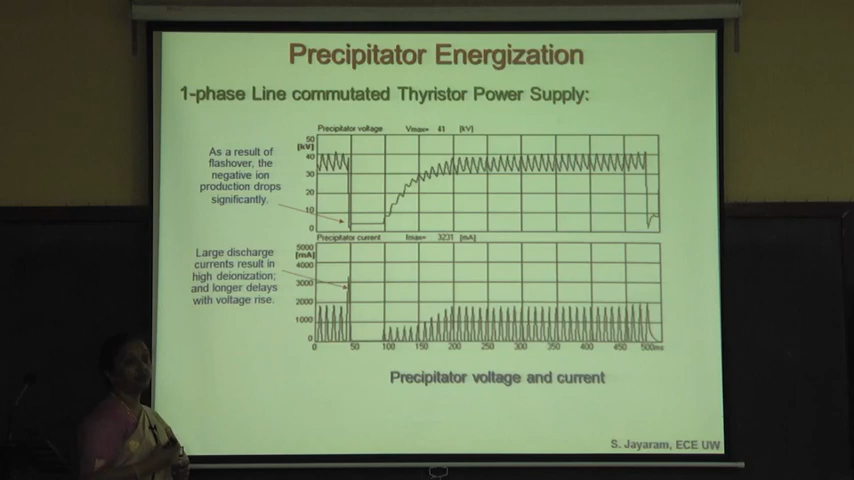 Precipitator Energization
1-phase Line commutated Thyristor Power Supply:
As a result of
flashover, the
negative ion
production drops
significantly.
Precipitator voltage Vmax= 41 [kV]
50
[kV]
40
30
20
10
0
Large discharge
currents result in
high deionization;
and longer delays
with voltage rise.
Precipitator current Imax= 3231 [mA]
5000
[mA]
4000
3000
2000
1000
0
0 50 100 150 200 250 300 350 400 450 500ms
Precipitator voltage and current
S. Jayaram, ECE UW